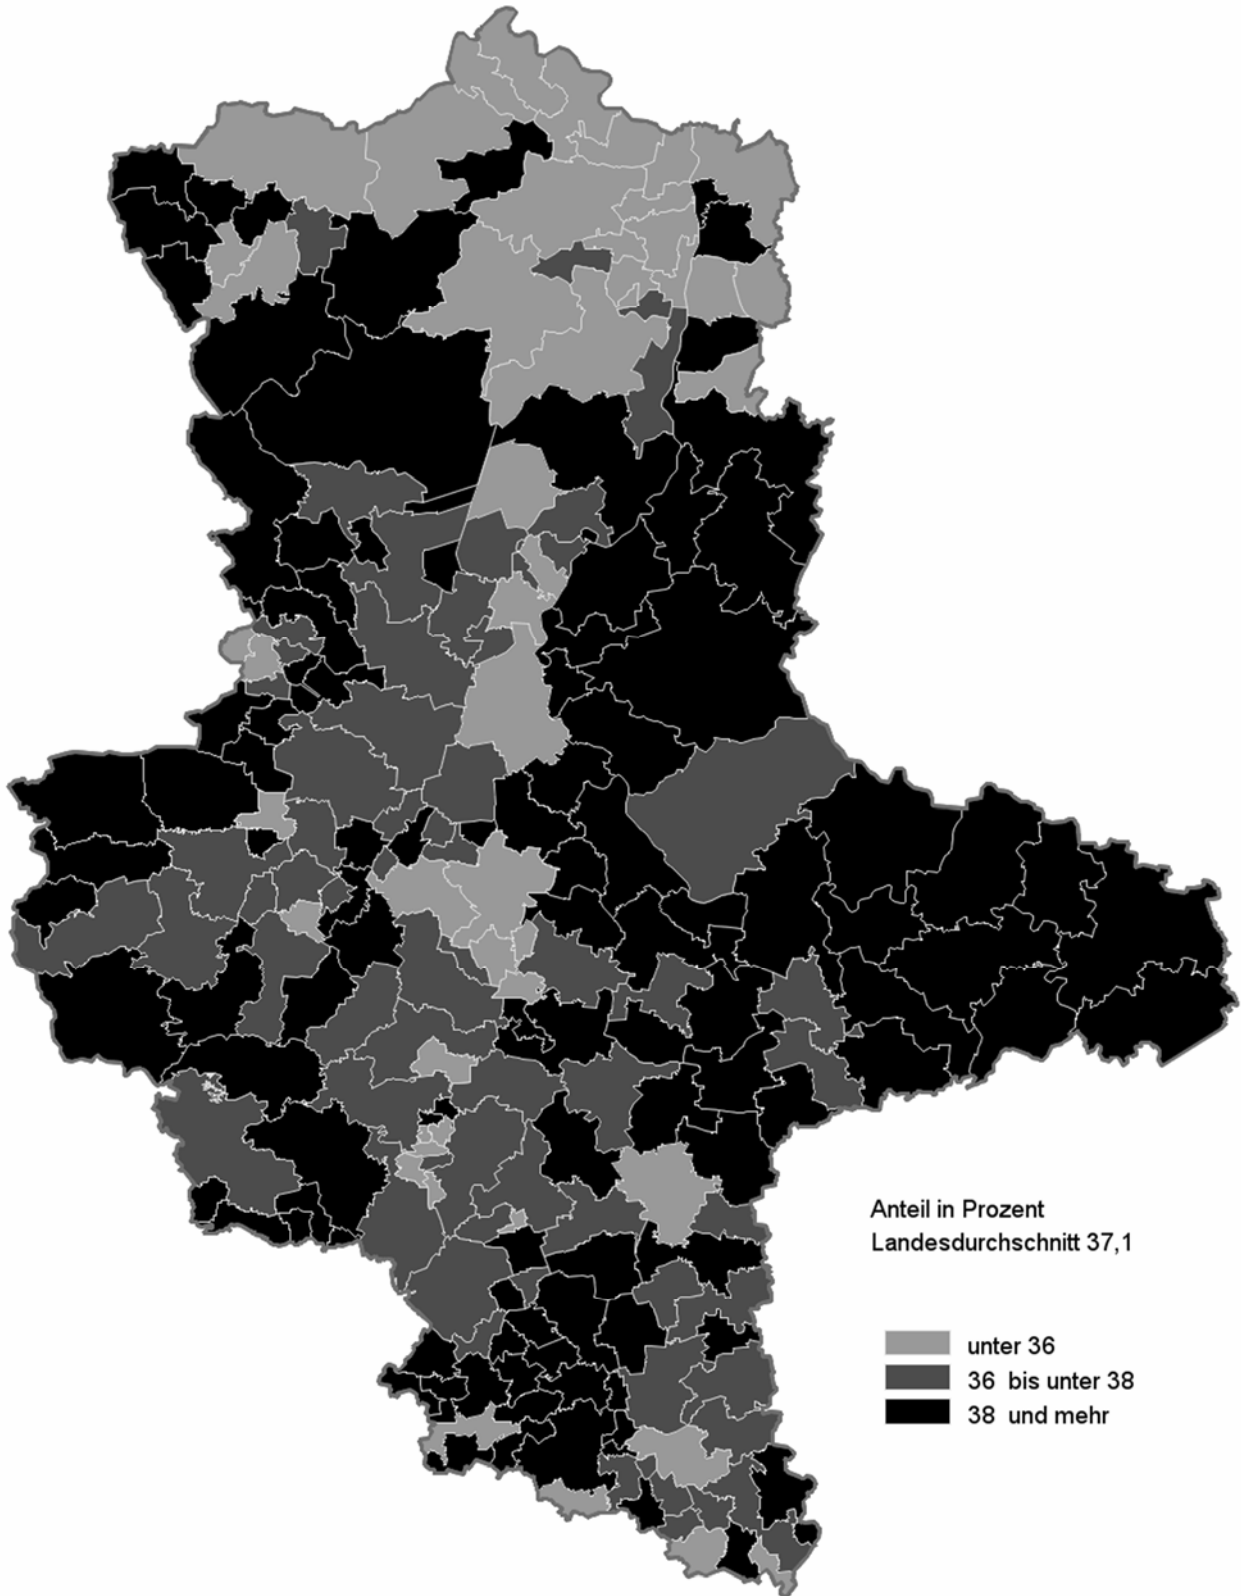 Anteil in Prozent
Landesdurchschnitt 37,1
unter 36
36 bis unter 38
38 und mehr